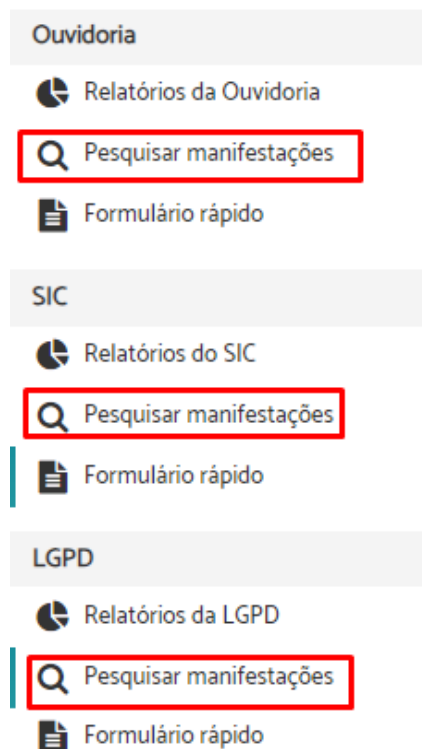 Ouvidoria
Relatórios da Ouvidoria
Pesquisar manifestações
Formulário rápido
SIC
Relatórios do SIC
Pesquisar manifestações
Formulário rápido
LGPD
Relatórios da LGPD
Pesquisar manifestações
Formulário rápido